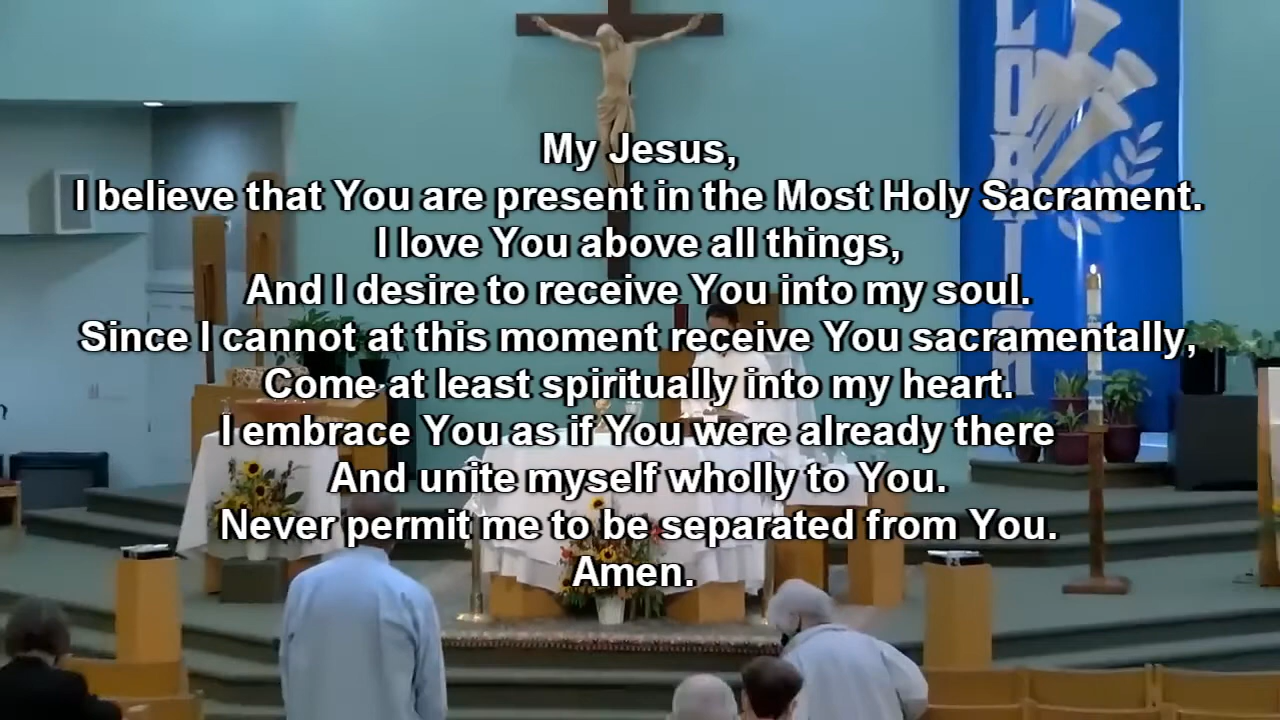 My Jesus,
I believe that You are present in the Most Holy Sacrament.
I love You above all things,
And I desire to receive You into my soul.
Since I cannot at this moment receive You sacramentally,
Come at least spiritually into my heart.
I embrace You as if You were already there
And unite myself wholly to You.
Never permit me to be separated from You.
Amen.